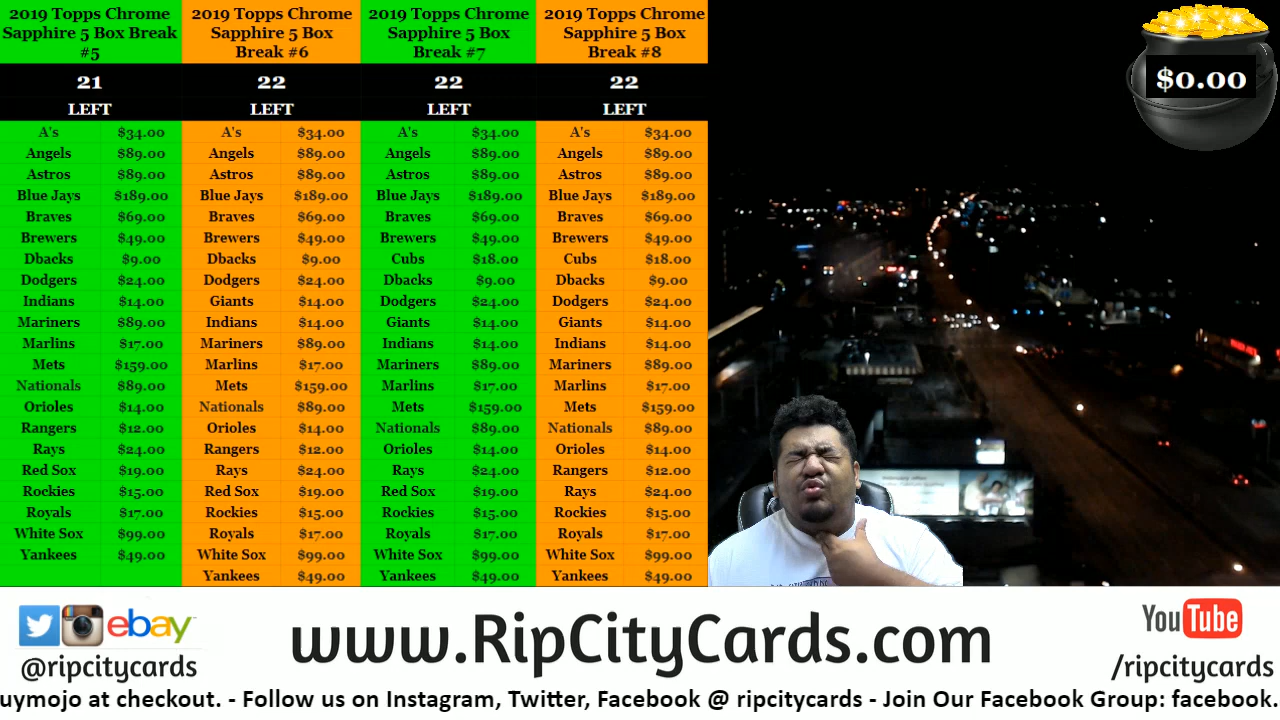 2019 Topps Chrome Sapphire 5 Box Break #5
21
LEFT
A's $34.00
Angels $89.00
Astros $89.00
Blue Jays $189.00
Braves $69.00
Brewers $49.00
Dbacks $9.00
Dodgers $24.00
Indians $14.00
Mariners $89.00
Marlins $17.00
Mets $159.00
Nationals $89.00
Orioles $14.00
Rangers $12.00
Rays $24.00
Red Sox $19.00
Rockies $15.00
Royals $17.00
White Sox $99.00
Yankees $49.00
2019 Topps Chrome Sapphire 5 Box Break #6
22
LEFT
A's $34.00
Angels $89.00
Astros $89.00
Blue Jays $189.00
Braves $69.00
Brewers $49.00
Dbacks $9.00
Dodgers $24.00
Giants $14.00
Indians $14.00
Mariners $89.00
Marlins $17.00
Mets $159.00
Nationals $89.00
Orioles $14.00
Rangers $12.00
Rays $24.00
Red Sox $19.00
Rockies $15.00
Royals $17.00
White Sox $99.00
Yankees $49.00
2019 Topps Chrome Sapphire 5 Box Break #7
22
LEFT
A's $34.00
Angels $89.00
Astros $89.00
Blue Jays $189.00
Braves $69.00
Brewers $49.00
Cubs $18.00
Dbacks $9.00
Dodgers $24.00
Giants $14.00
Indians $14.00
Mariners $89.00
Marlins $17.00
Mets $159.00
Nationals $89.00
Orioles $14.00
Rays $24.00
Red Sox $19.00
Rockies $15.00
Royals $17.00
White Sox $99.00
Yankees $49.00
2019 Topps Chrome Sapphire 5 Box Break #8
22
LEFT
A's $34.00
Angels $89.00
Astros $89.00
Blue Jays $189.00
Braves $69.00
Brewers $49.00
Cubs $18.00
Dbacks $9.00
Dodgers $24.00
Giants $14.00
Indians $14.00
Mariners $89.00
Marlins $17.00
Mets $159.00
Nationals $89.00
Orioles $14.00
Rangers $12.00
Rays $24.00
Rockies $15.00
Royals $17.00
White Sox $99.00
Yankees $49.00
$0.00
ebay
@ripcitycards
www.RipCityCards.com
YouTube
/ripcitycards
uymojo at checkout. - Follow us on Instagram, Twitter, Facebook @ ripcitycards - Join Our Facebook Group: facebook.